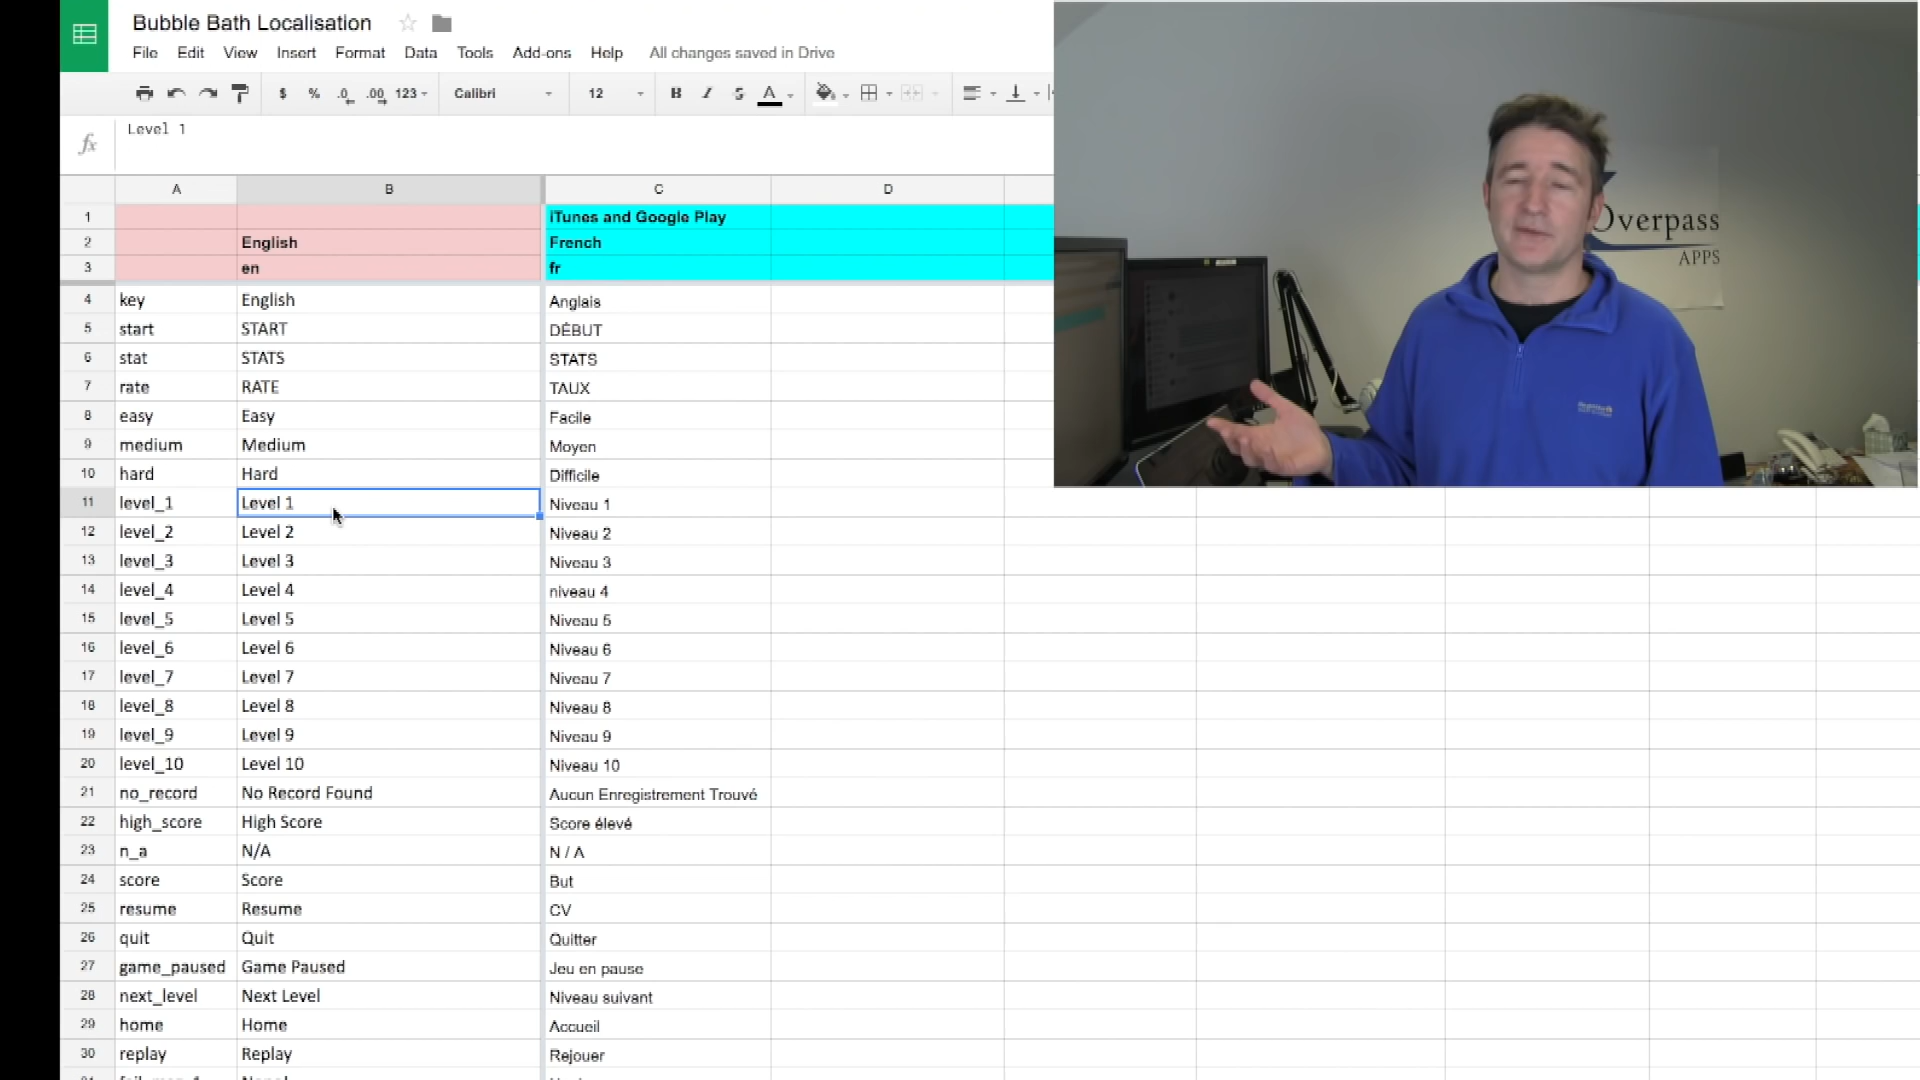 Bubble Bath Localisation
File Edit View Insert Format Data Tools Add-ons Help All changes saved in Drive
$ % .0 .00 123 Calibri 12 B I S A
fx Level 1
A B C D
1 iTunes and Google Play
2 English French
3 en fr
4 key English Anglais
5 start START DÉBUT
6 stat STATS STATS
7 rate RATE TAUX
8 easy Easy Facile
9 medium Medium Moyen
10 hard Hard Difficile
11 level_1 Level 1 Niveau 1
12 level_2 Level 2 Niveau 2
13 level_3 Level 3 Niveau 3
14 level_4 Level 4 niveau 4
15 level_5 Level 5 Niveau 5
16 level_6 Level 6 Niveau 6
17 level_7 Level 7 Niveau 7
18 level_8 Level 8 Niveau 8
19 level_9 Level 9 Niveau 9
20 level_10 Level 10 Niveau 10
21 no_record No Record Found Aucun Enregistrement Trouvé
22 high_score High Score Score élevé
23 n_a N/A N / A
24 score Score But
25 resume Resume CV
26 quit Quit Quitter
27 game_paused Game Paused Jeu en pause
28 next_level Next Level Niveau suivant
29 home Home Accueil
30 replay Replay Rejouer
Overpass
APPS